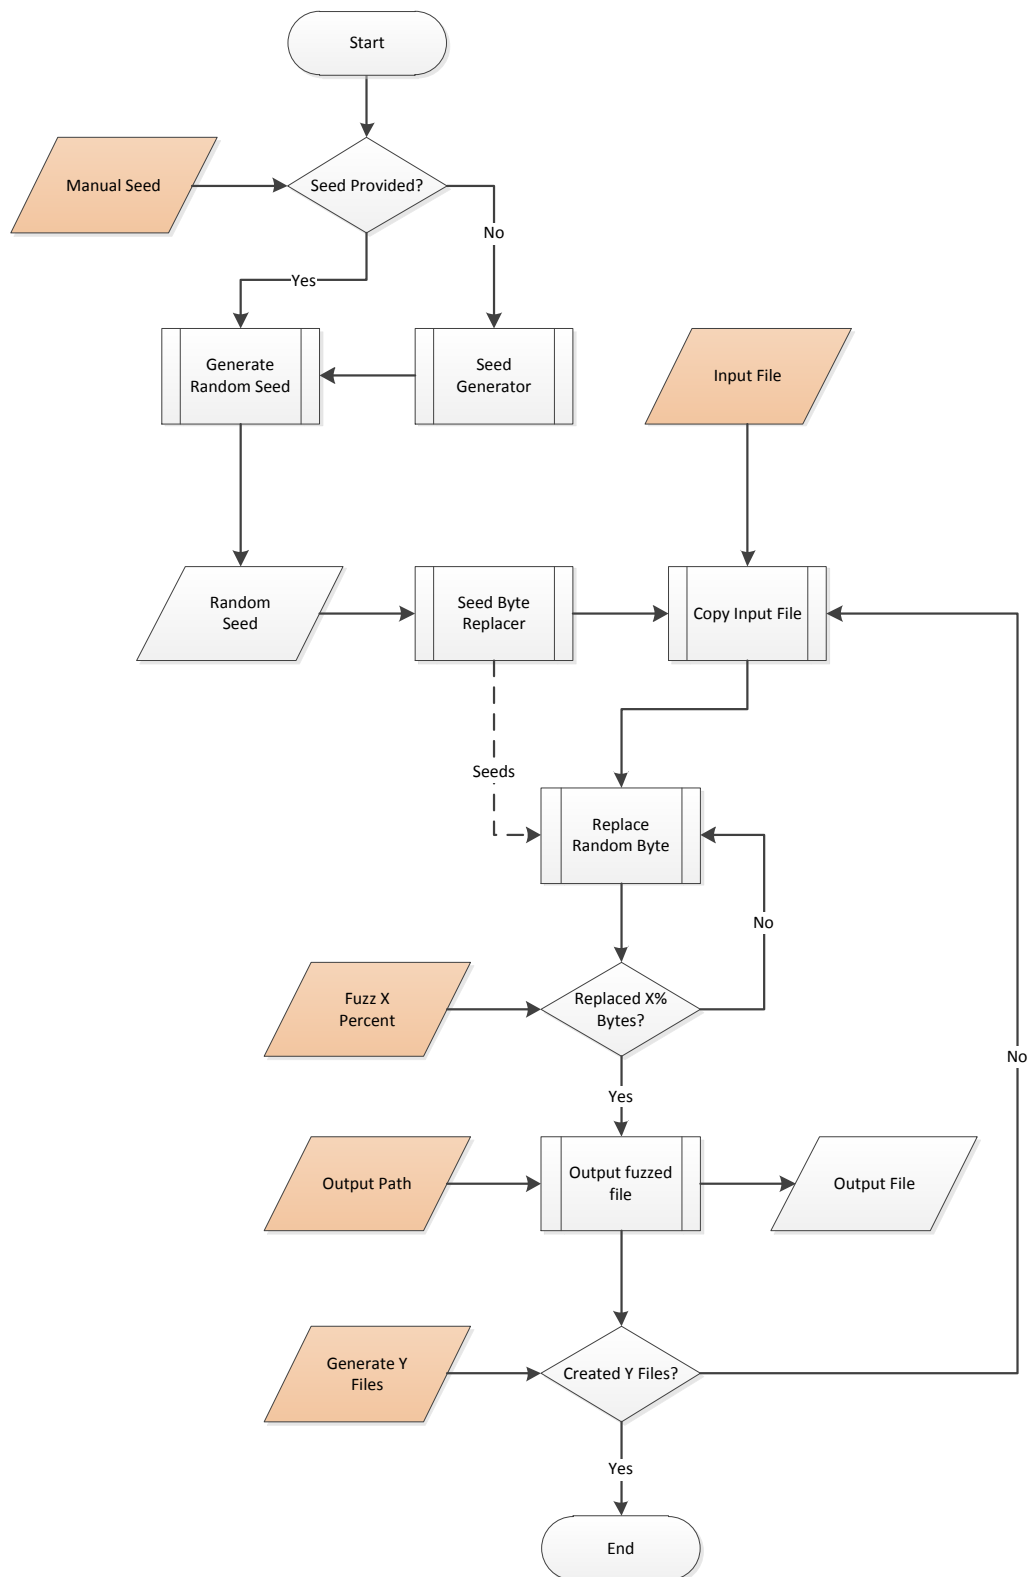 Start
Manual Seed
Seed Provided?
No
Yes
Generate
Random Seed
Seed
Generator
Input File
Random
Seed
Seed Byte
Replacer
Copy Input File
Seeds
Replace
Random Byte
No
Fuzz X
Percent
Replaced X%
Bytes?
No
Yes
Output Path
Output fuzzed
file
Output File
Generate Y
Files
Created Y Files?
Yes
End